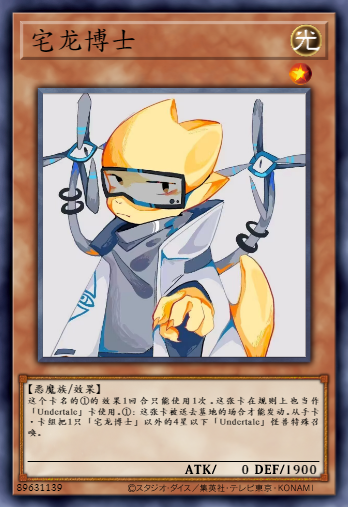 宅龙博士
光
【恶魔族/效果】
这个卡名的①的效果1回合只能使用1次。这张卡在规则上也当作
「Undertale」卡使用。①：这张卡被送去墓地的场合才能发动。从手卡
・卡组把1只「宅龙博士」以外的4星以下「Undertale」怪兽特殊召
唤。
ATK/ 0 DEF/1900
89631139 ©スタジオ・ダイス/集英社・テレビ東京・KONAMI